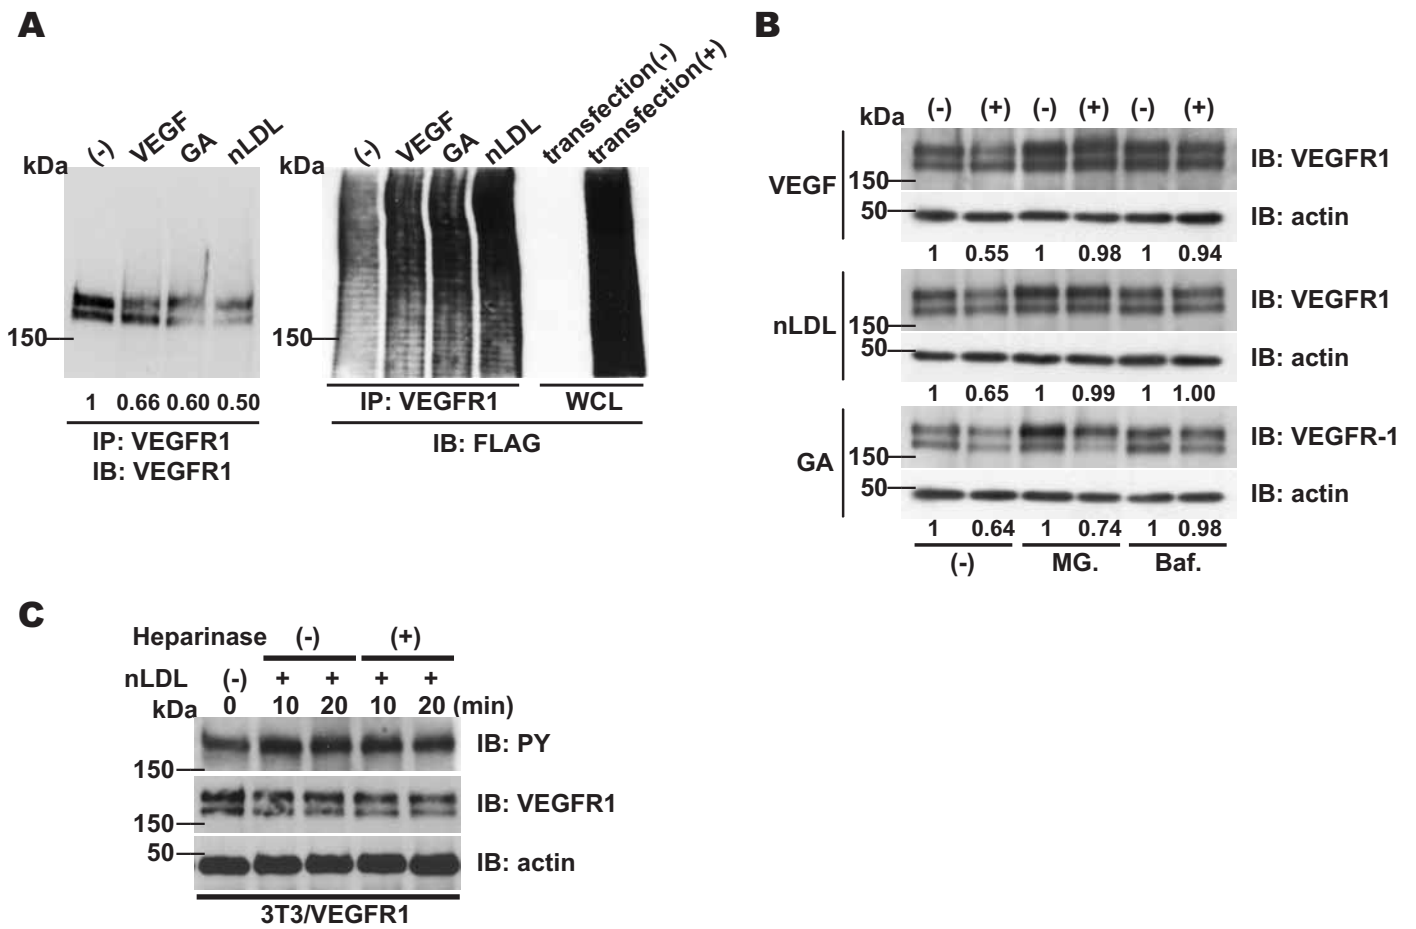 A
kDa (-) VEGF GA nLDL
150
1 0.66 0.60 0.50
IP: VEGFR1
IB: VEGFR1
kDa (-) VEGF GA nLDL transfection(-) transfection(+)
150
IP: VEGFR1 WCL
IB: FLAG
B
kDa (-) (+) (-) (+) (-) (+)
VEGF
150 IB: VEGFR1
50 IB: actin
1 0.55 1 0.98 1 0.94
nLDL
150 IB: VEGFR1
50 IB: actin
1 0.65 1 0.99 1 1.00
GA
150 IB: VEGFR-1
50 IB: actin
1 0.64 1 0.74 1 0.98
(-) MG. Baf.
C
Heparinase (-) (+)
nLDL (-) + + + +
kDa 0 10 20 10 20 (min)
IB: PY
150
IB: VEGFR1
150
50 IB: actin
3T3/VEGFR1